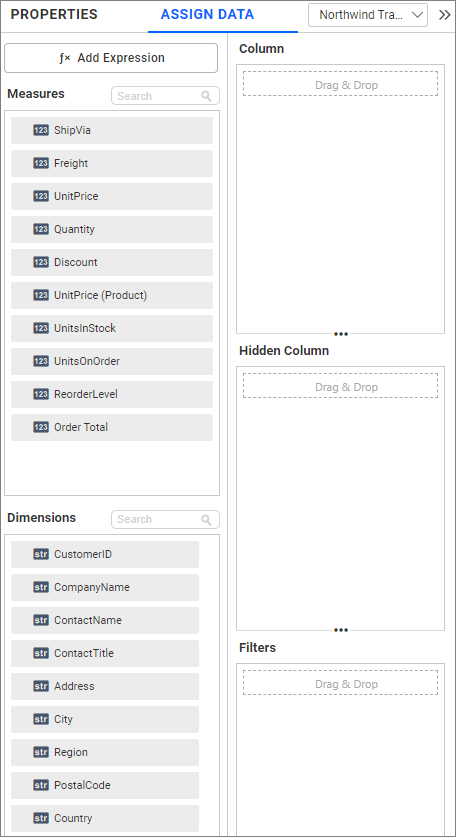 PROPERTIES
ASSIGN DATA
Northwind Tra...
ƒ× Add Expression
Measures
Search
123 ShipVia
123 Freight
123 UnitPrice
123 Quantity
123 Discount
123 UnitPrice (Product)
123 UnitsInStock
123 UnitsOnOrder
123 ReorderLevel
123 Order Total
Dimensions
Search
str CustomerID
str CompanyName
str ContactName
str ContactTitle
str Address
str City
str Region
str PostalCode
str Country
Column
Drag & Drop
Hidden Column
Drag & Drop
Filters
Drag & Drop